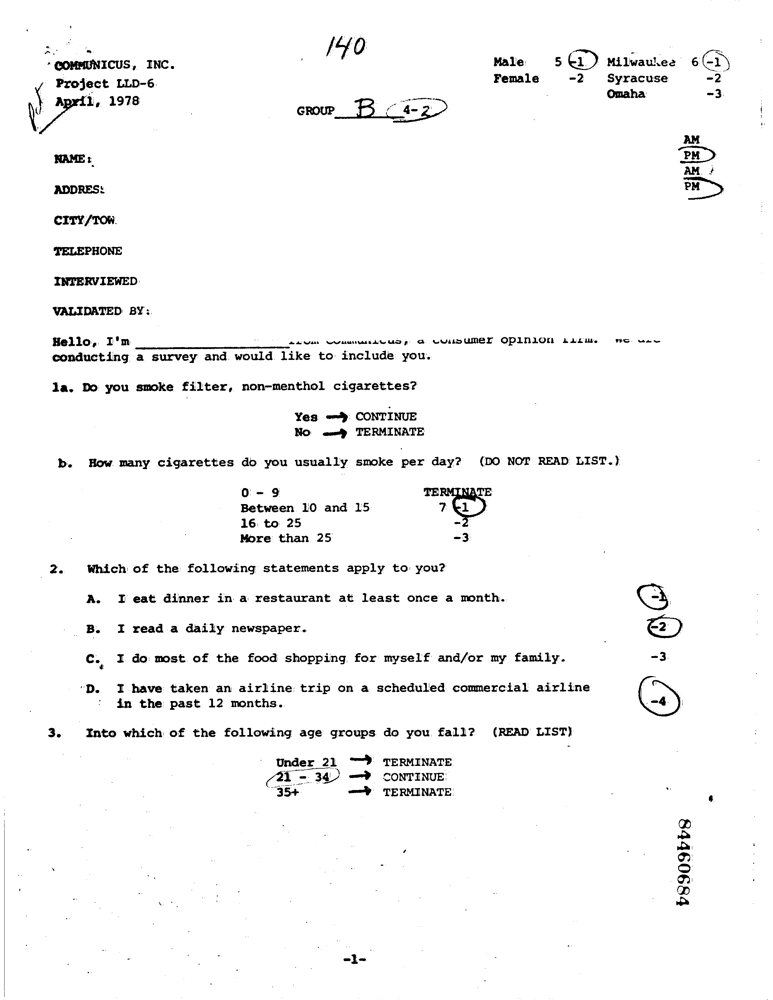 140
COMMUNICUS, INC.
Project LLD-6
April, 1978
Male 5 -1 Milwaukee 6 -1
Female -2 Syracuse -2
Omaha -3
GROUP B 4-2
AM
PM
AM
PM
NAME:
ADDRES
CITY/TOW
TELEPHONE
INTERVIEWED
VALIDATED BY:
Hello, I'm ____________________ from Communicus, a consumer opinion firm. We are
conducting a survey and would like to include you.
1a. Do you smoke filter, non-menthol cigarettes?
Yes → CONTINUE
No → TERMINATE
b. How many cigarettes do you usually smoke per day? (DO NOT READ LIST.)
0 - 9 TERMINATE
Between 10 and 15 7 -1
16 to 25 -2
More than 25 -3
2. Which of the following statements apply to you?
A. I eat dinner in a restaurant at least once a month. -1
B. I read a daily newspaper. -2
C. I do most of the food shopping for myself and/or my family. -3
D. I have taken an airline trip on a scheduled commercial airline
in the past 12 months. -4
3. Into which of the following age groups do you fall? (READ LIST)
Under 21 → TERMINATE
21 - 34 → CONTINUE
35+ → TERMINATE
84460684
-1-